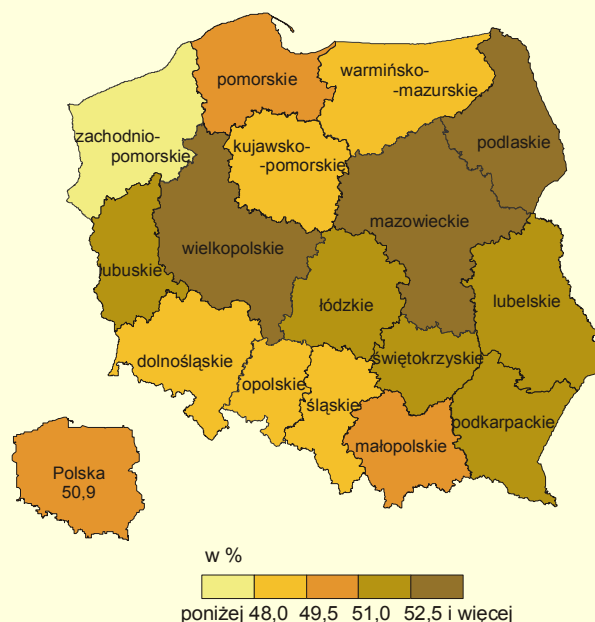 pomorskie
warmińsko-
-mazurskie
zachodnio-
pomorskie
kujawsko-
-pomorskie
podlaskie
mazowieckie
wielkopolskie
lubuskie
łódzkie
lubelskie
dolnośląskie
świętokrzyskie
opolskie
śląskie
podkarpackie
małopolskie
Polska
50,9
w %
poniżej 48,0 49,5 51,0 52,5 i więcej